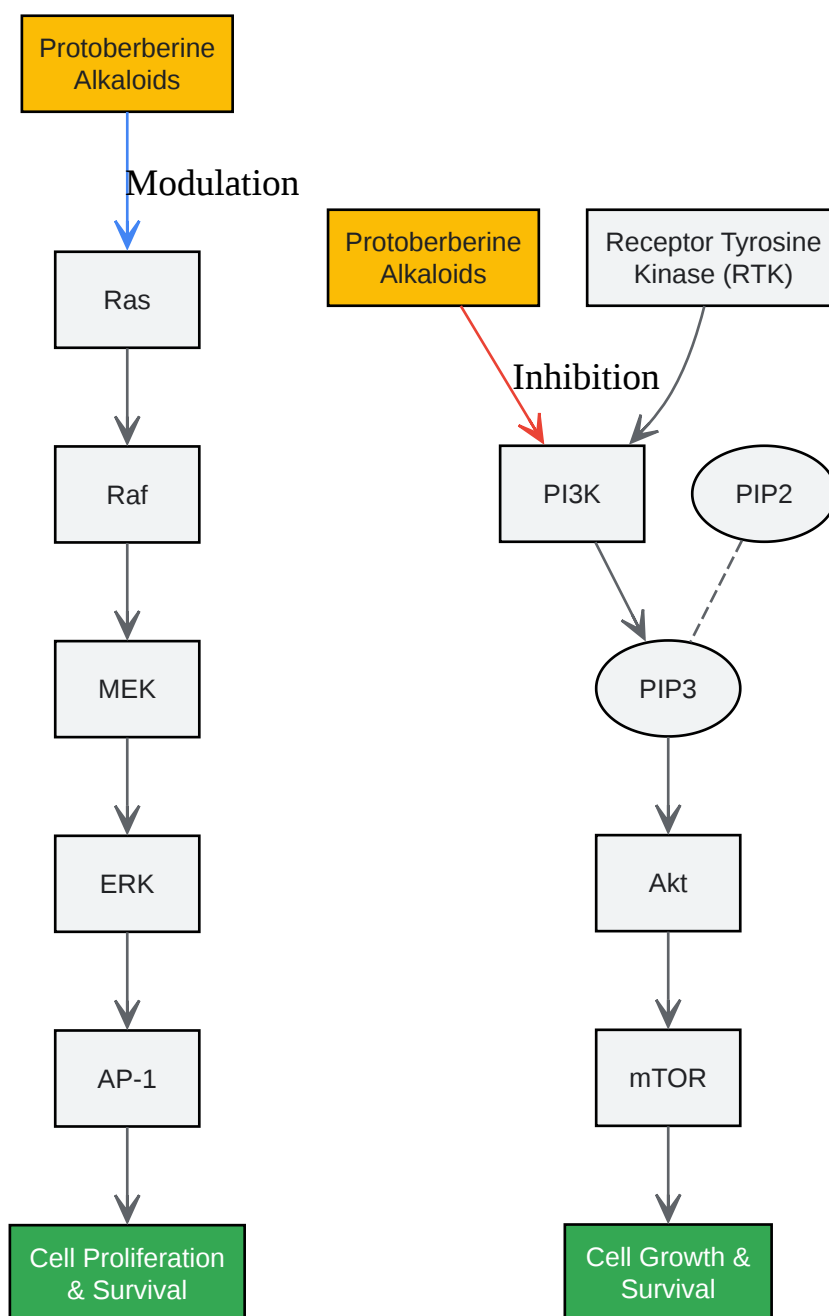 Protoberberine
Alkaloids
Modulation
Ras
Raf
MEK
ERK
AP-1
Cell Proliferation
& Survival
Protoberberine
Alkaloids
Receptor Tyrosine
Kinase (RTK)
Inhibition
PI3K
PIP2
PIP3
Akt
mTOR
Cell Growth &
Survival